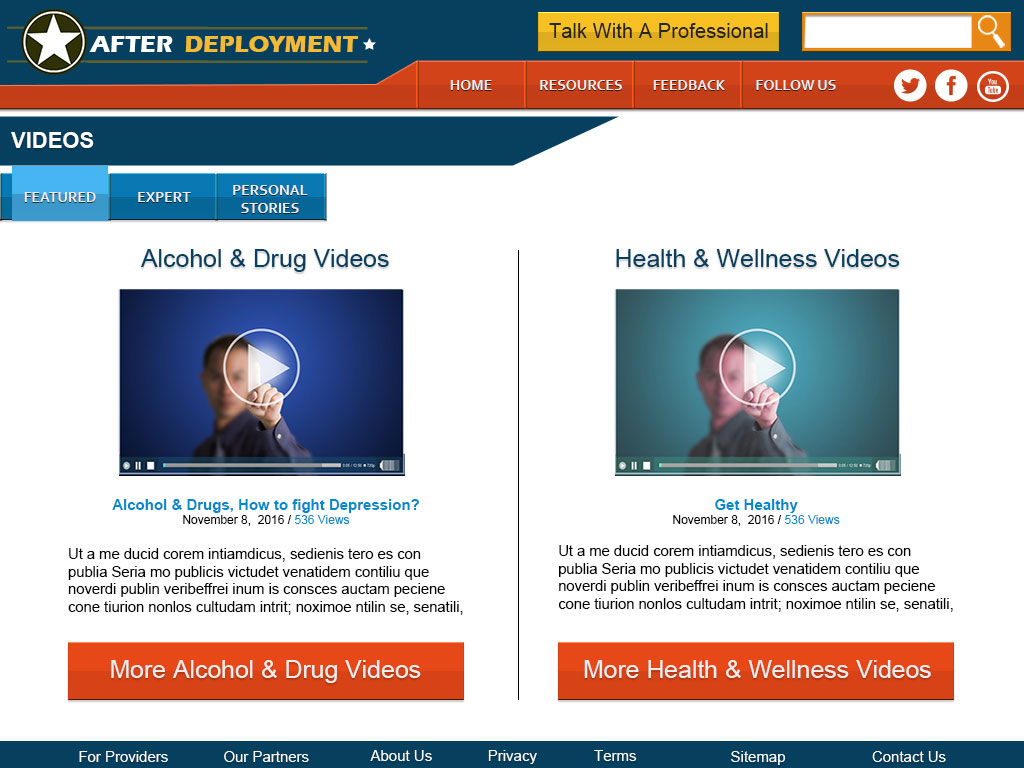 AFTER DEPLOYMENT
Talk With A Professional
HOME
RESOURCES
FEEDBACK
FOLLOW US
You
Tube
VIDEOS
FEATURED
EXPERT
PERSONAL
STORIES
Alcohol & Drug Videos
Alcohol & Drugs, How to fight Depression?
November 8, 2016 / 536 Views
Ut a me ducid corem intiamdicus, sedienis tero es con
publia Seria mo publicis victudet venatidem contiliu que
noverdi publin veribeffrei inum is consces auctam peciene
cone tiurion nonlos cultudam intrit; noximoe ntilin se, senatili,
More Alcohol & Drug Videos
Health & Wellness Videos
Get Healthy
November 8, 2016 / 536 Views
Ut a me ducid corem intiamdicus, sedienis tero es con
publia Seria mo publicis victudet venatidem contiliu que
noverdi publin veribeffrei inum is consces auctam peciene
cone tiurion nonlos cultudam intrit; noximoe ntilin se, senatili,
More Health & Wellness Videos
For Providers
Our Partners
About Us
Privacy
Terms
Sitemap
Contact Us